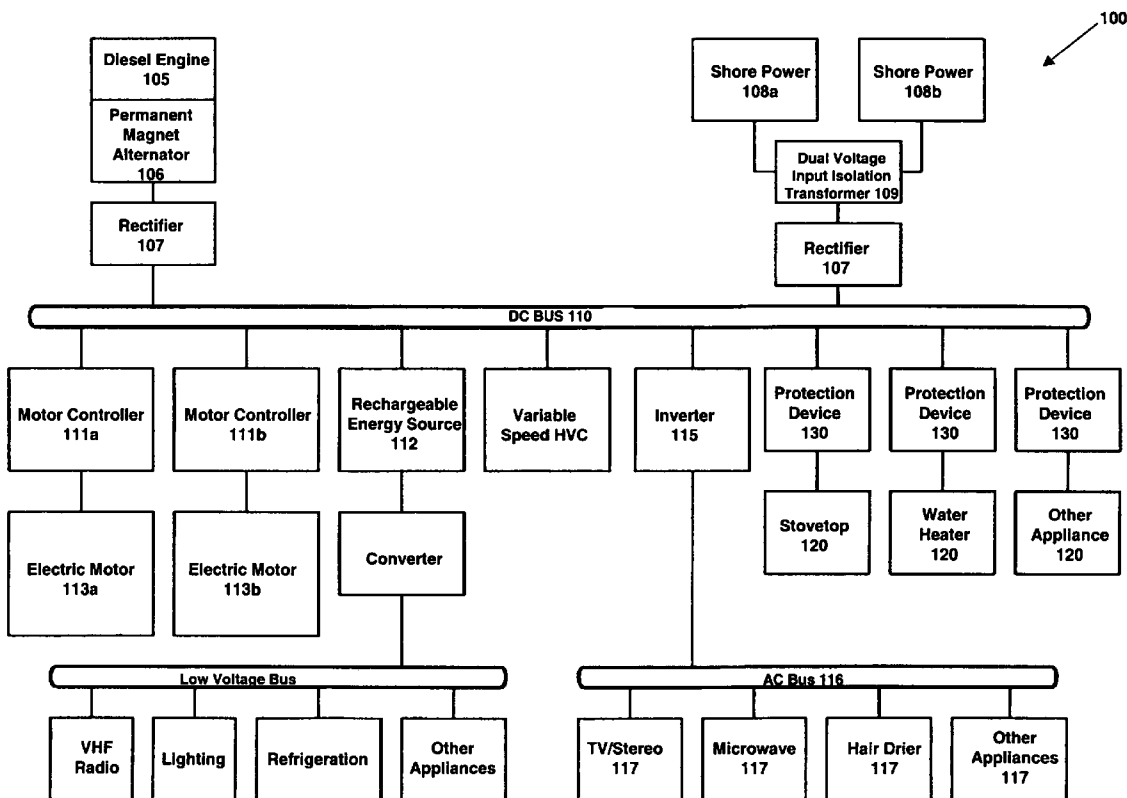 100
Diesel Engine
105
Permanent
Magnet
Alternator
106
Rectifier
107
Shore Power
108a
Shore Power
108b
Dual Voltage
Input Isolation
Transformer 109
Rectifier
107
DC BUS 110
Motor Controller
111a
Motor Controller
111b
Rechargeable
Energy Source
112
Variable
Speed HVC
Inverter
115
Protection
Device
130
Protection
Device
130
Protection
Device
130
Electric Motor
113a
Electric Motor
113b
Converter
Stovetop
120
Water
Heater
120
Other
Appliance
120
Low Voltage Bus
AC Bus 116
VHF
Radio
Lighting
Refrigeration
Other
Appliances
TV/Stereo
117
Microwave
117
Hair Drier
117
Other
Appliances
117